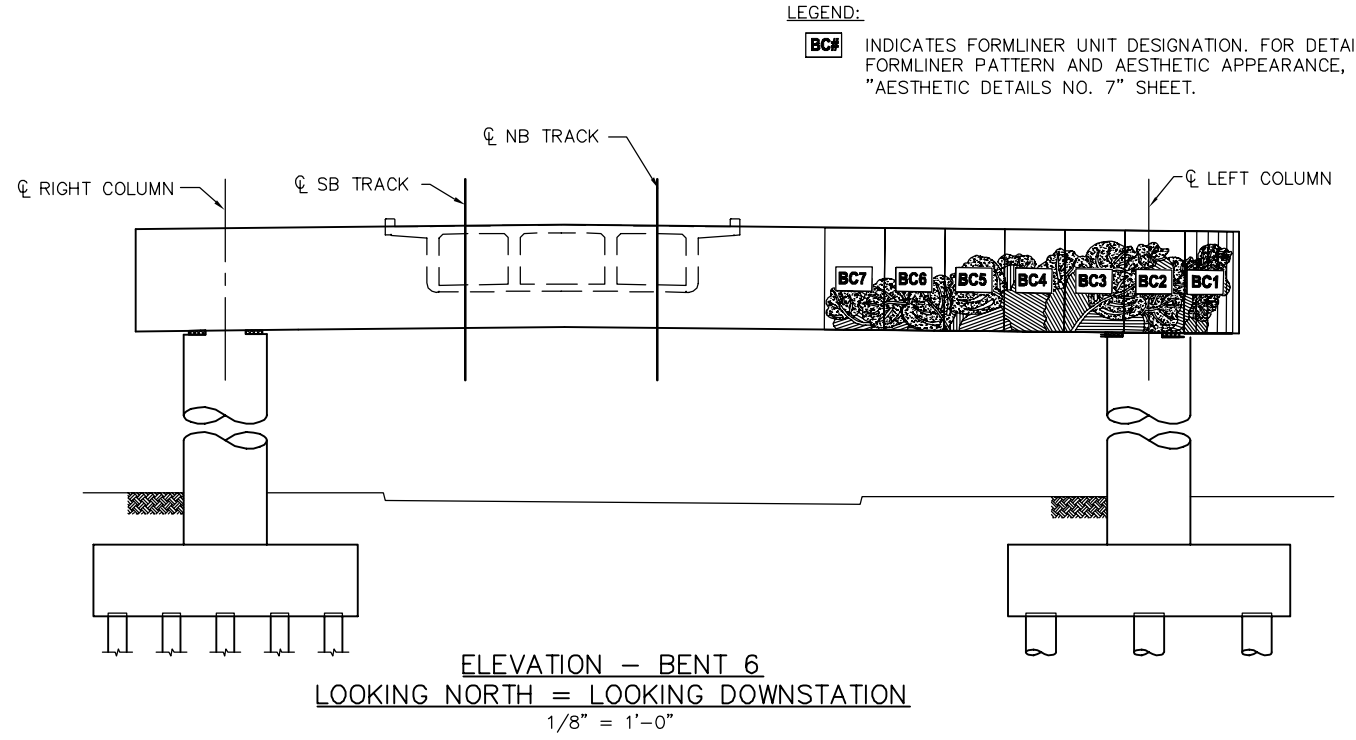 LEGEND:
BC# INDICATES FORMLINER UNIT DESIGNATION. FOR DETAI
FORMLINER PATTERN AND AESTHETIC APPEARANCE,
"AESTHETIC DETAILS NO. 7" SHEET.
℄ NB TRACK
℄ RIGHT COLUMN
℄ SB TRACK
℄ LEFT COLUMN
BC7 BC6 BC5 BC4 BC3 BC2 BC1
ELEVATION – BENT 6
LOOKING NORTH = LOOKING DOWNSTATION
1/8" = 1'-0"